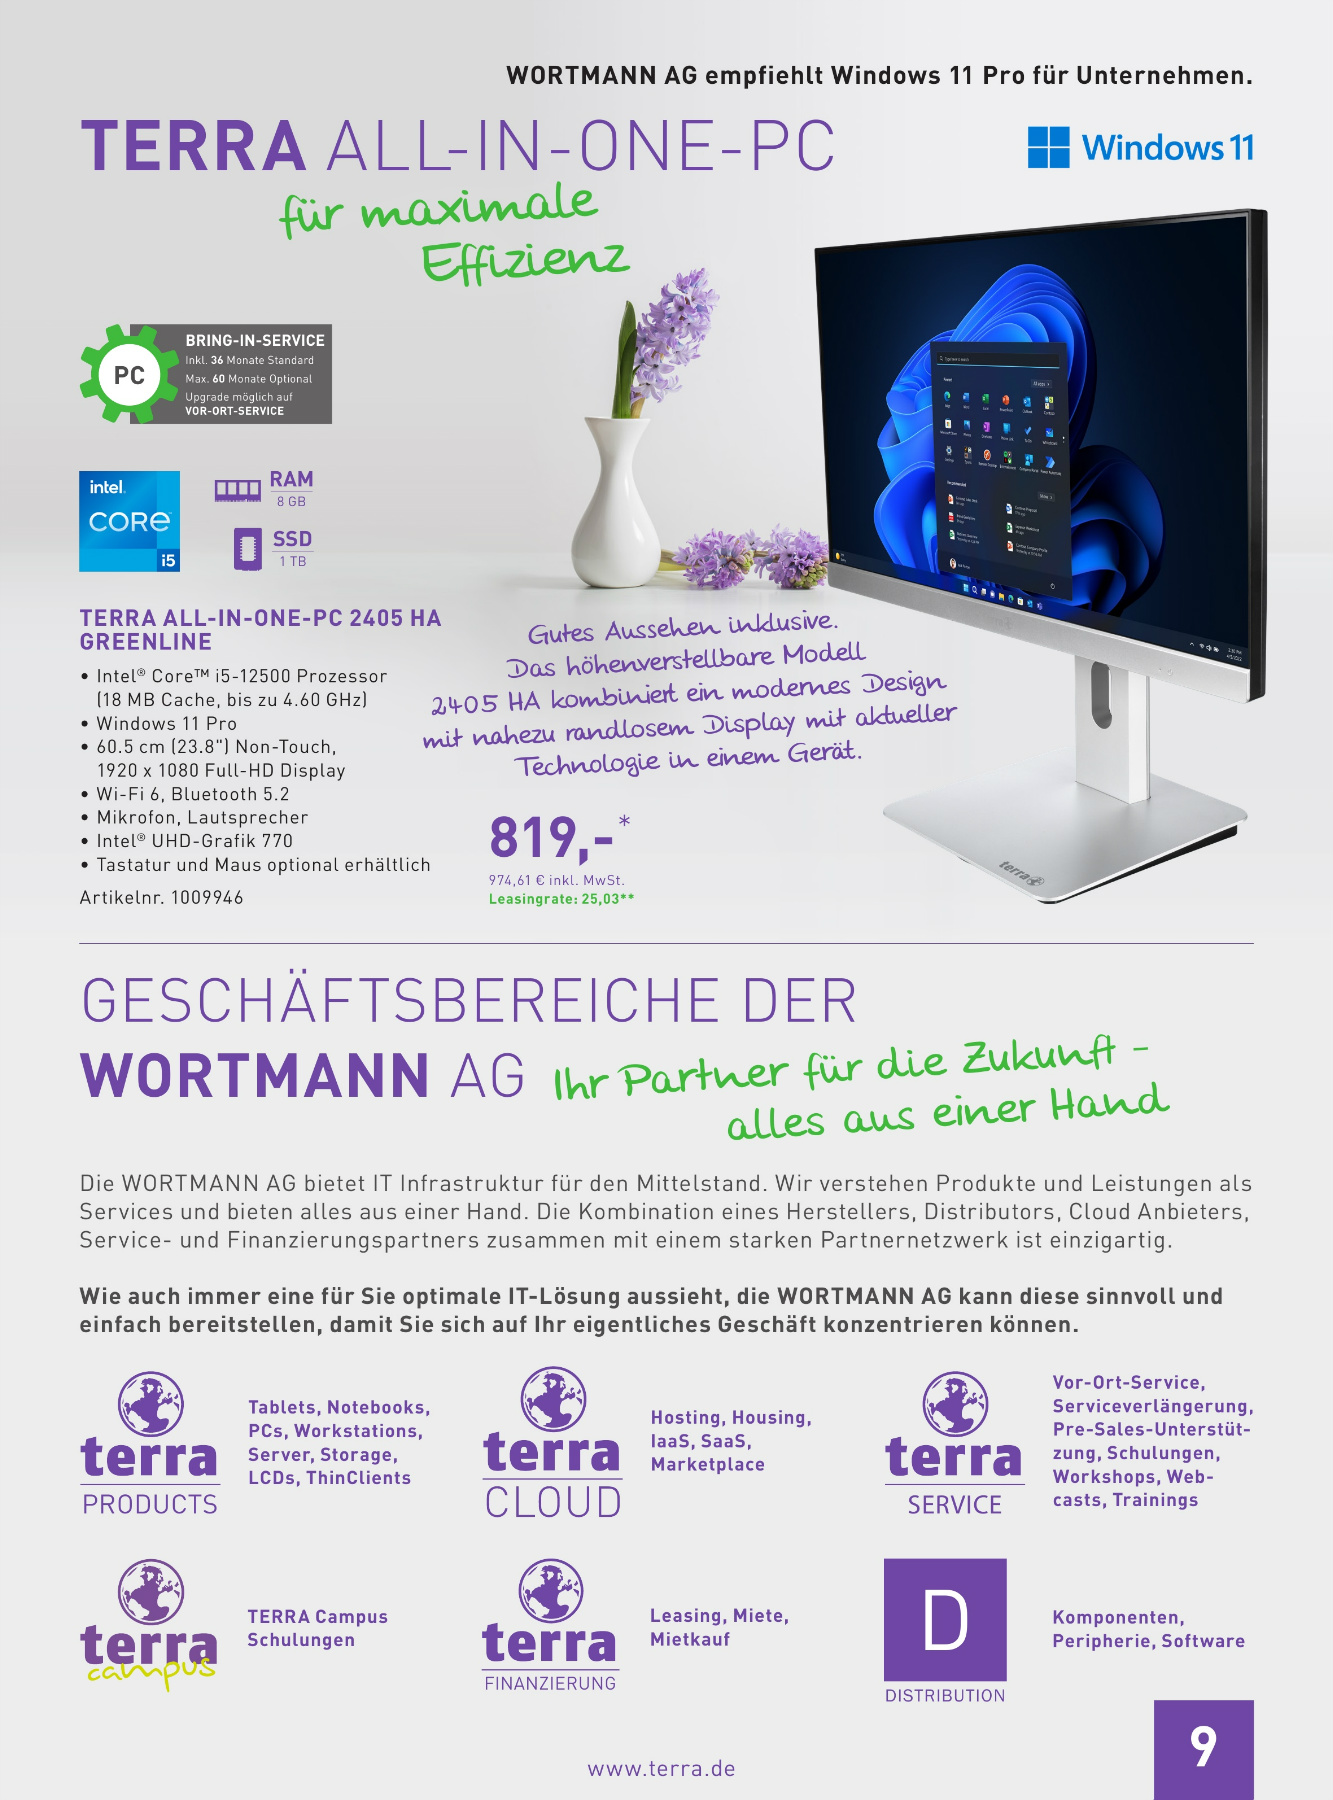 WORTMANN AG empfiehlt Windows 11 Pro für Unternehmen.
TERRA ALL-IN-ONE-PC
Windows 11
für maximale
Effizienz
BRING-IN-SERVICE
Inkl. 36 Monate Standard
Max. 60 Monate Optional
Upgrade möglich auf
VOR-ORT-SERVICE
PC
intel.
CORe™
i5
RAM
8 GB
SSD
1 TB
TERRA ALL-IN-ONE-PC 2405 HA
GREENLINE
• Intel® Core™ i5-12500 Prozessor
(18 MB Cache, bis zu 4.60 GHz)
• Windows 11 Pro
• 60.5 cm (23.8") Non-Touch,
1920 x 1080 Full-HD Display
• Wi-Fi 6, Bluetooth 5.2
• Mikrofon, Lautsprecher
• Intel® UHD-Grafik 770
• Tastatur und Maus optional erhältlich
Artikelnr. 1009946
Gutes Aussehen inklusive.
Das höhenverstellbare Modell
2405 HA kombiniert ein modernes Design
mit nahezu randlosem Display mit aktueller
Technologie in einem Gerät.
819,-*
974,61 € inkl. MwSt.
Leasingrate: 25,03**
terra
GESCHÄFTSBEREICHE DER
WORTMANN AG
Ihr Partner für die Zukunft -
alles aus einer Hand
Die WORTMANN AG bietet IT Infrastruktur für den Mittelstand. Wir verstehen Produkte und Leistungen als
Services und bieten alles aus einer Hand. Die Kombination eines Herstellers, Distributors, Cloud Anbieters,
Service- und Finanzierungspartners zusammen mit einem starken Partnernetzwerk ist einzigartig.
Wie auch immer eine für Sie optimale IT-Lösung aussieht, die WORTMANN AG kann diese sinnvoll und
einfach bereitstellen, damit Sie sich auf Ihr eigentliches Geschäft konzentrieren können.
terra
PRODUCTS
Tablets, Notebooks,
PCs, Workstations,
Server, Storage,
LCDs, ThinClients
terra
CLOUD
Hosting, Housing,
IaaS, SaaS,
Marketplace
terra
SERVICE
Vor-Ort-Service,
Serviceverlängerung,
Pre-Sales-Unterstüt-
zung, Schulungen,
Workshops, Web-
casts, Trainings
terra
campus
TERRA Campus
Schulungen
terra
FINANZIERUNG
Leasing, Miete,
Mietkauf
D
DISTRIBUTION
Komponenten,
Peripherie, Software
www.terra.de
9